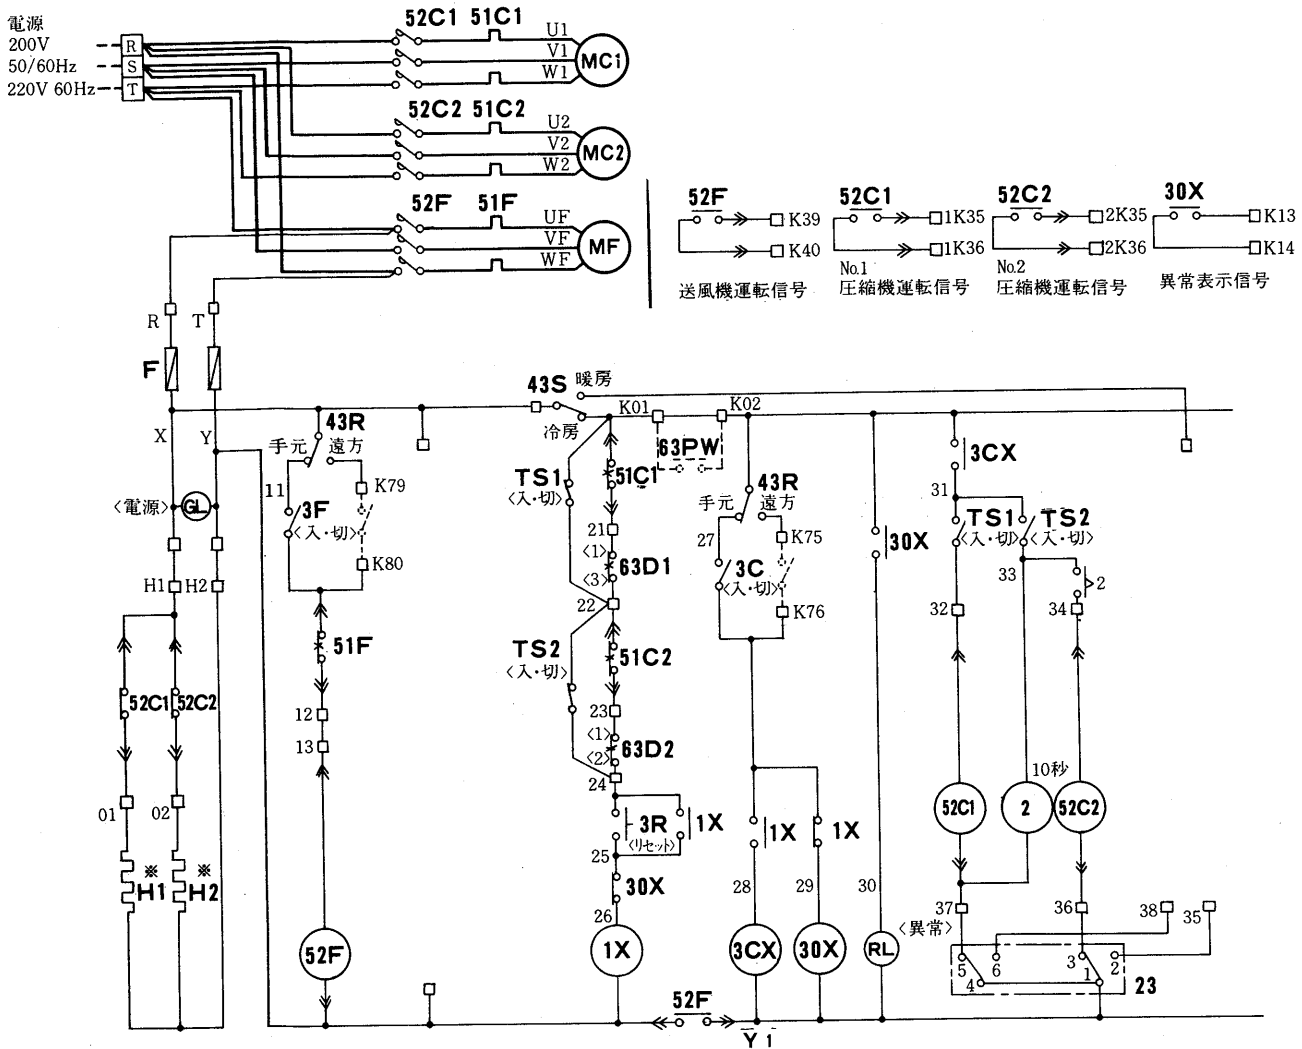 電源
200V
50/60Hz
220V 60Hz
R
S
T
52C1 51C1
U1
V1
W1
MC1
52C2 51C2
U2
V2
W2
MC2
52F 51F
UF
VF
WF
MF
52F
K39
K40
送風機運転信号
52C1
1K35
1K36
No.1
圧縮機運転信号
52C2
2K35
2K36
No.2
圧縮機運転信号
30X
K13
K14
異常表示信号
R T
F
X Y
43S 暖房
冷房
K01 K02
63PW
43R
手元 遠方
11
3F
〈入・切〉
K79
K80
〈電源〉
GL
H1 H2
51F
12
13
52F
52C1 52C2
01 02
※ ※
H1 H2
TS1
〈入・切〉
51C1
21
〈1〉
63D1
〈3〉
22
TS2
〈入・切〉
51C2
23
〈1〉
63D2
〈2〉
24
3R
〈リセット〉
1X
25
30X
26
1X
43R
手元 遠方
27
3C
〈入・切〉
K75
K76
1X 1X
28 29
3CX 30X
30X
30
RL
〈異常〉
52F
Y1
3CX
31
TS1
〈入・切〉
TS2
〈入・切〉
33
2
32
34
10秒
52C1 2 52C2
37 36 38 35
5 6 3 2
4 1
23